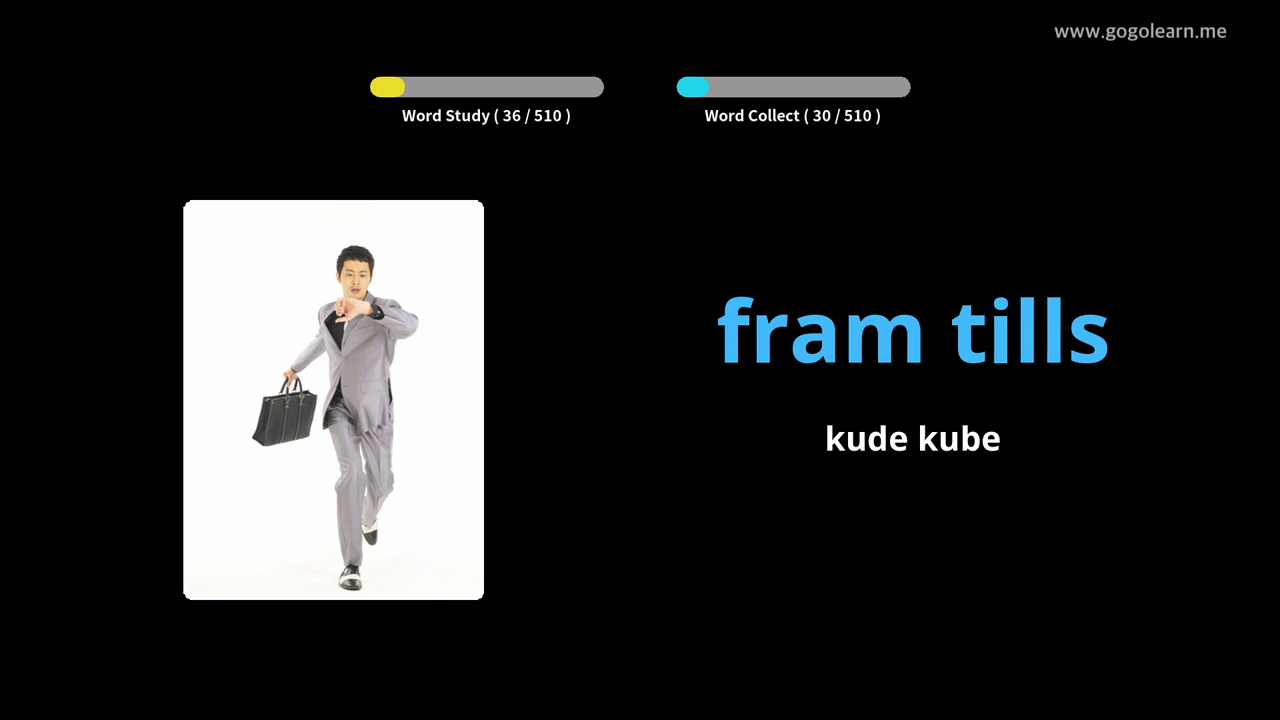 www.gogolearn.me
Word Study ( 36 / 510 )
Word Collect ( 30 / 510 )
fram tills
kude kube